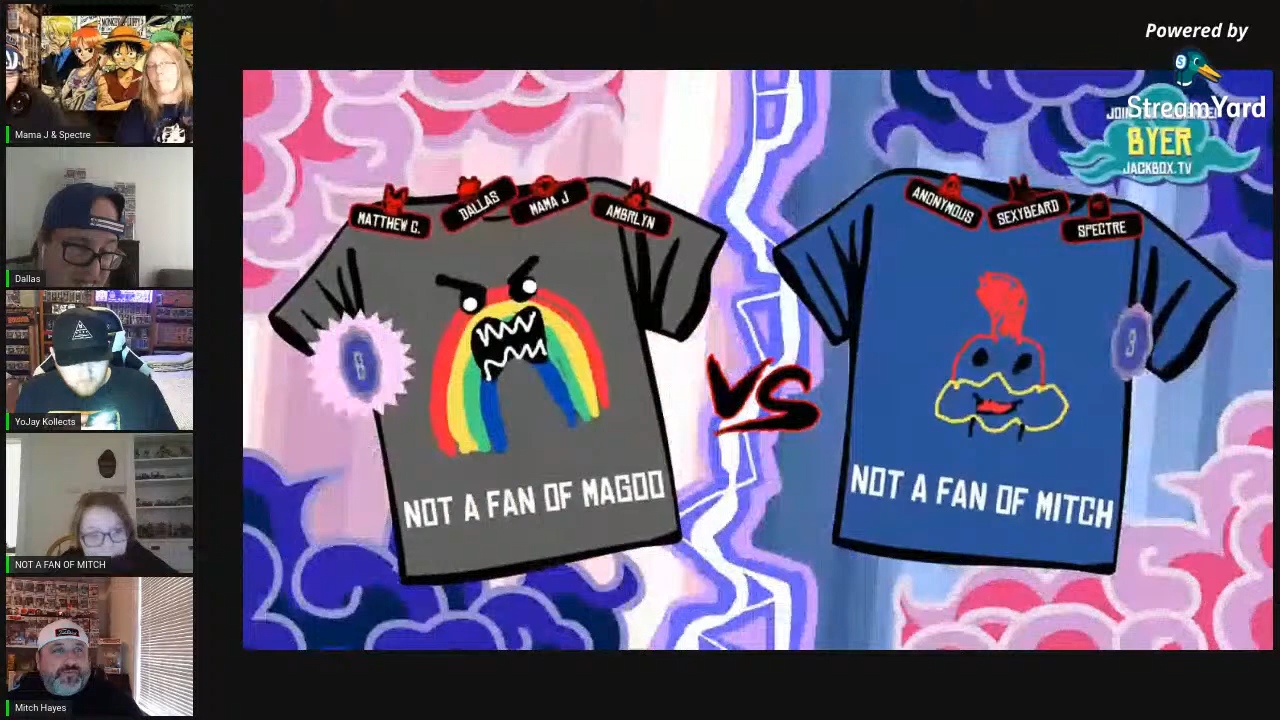 Powered by
StreamYard
BYER
JACKBOX.TV
MATTHEW C.
DALLAS
MAMA J
AMBRLYN
ANONYMOUS
SEXYBEARD
SPECTRE
VS
3
NOT A FAN OF MAGOO
NOT A FAN OF MITCH
Mama J & Spectre
Dallas
YoJay Kollects
NOT A FAN OF MITCH
Mitch Hayes